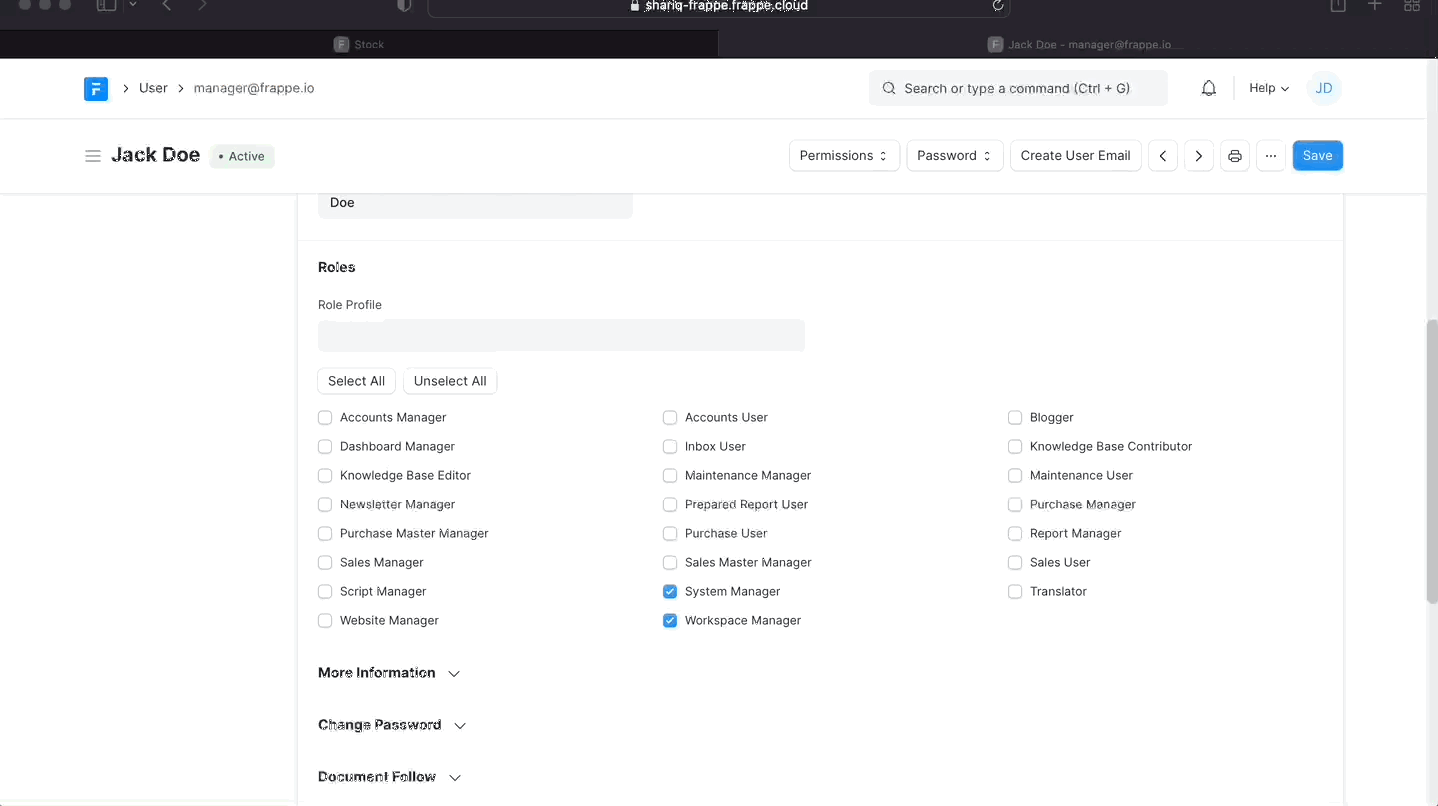 shariq-frappe.frappe.cloud
F Stock
F Jack Doe - manager@frappe.io
F User manager@frappe.io
Search or type a command (Ctrl + G)
Help
JD
Jack Doe
• Active
Permissions
Password
Create User Email
...
Save
Doe
Roles
Role Profile
Select All
Unselect All
Accounts Manager
Accounts User
Blogger
Dashboard Manager
Inbox User
Knowledge Base Contributor
Knowledge Base Editor
Maintenance Manager
Maintenance User
Newsletter Manager
Prepared Report User
Purchase Manager
Purchase Master Manager
Purchase User
Report Manager
Sales Manager
Sales Master Manager
Sales User
Script Manager
System Manager
Translator
Website Manager
Workspace Manager
More Information
Change Password
Document Follow